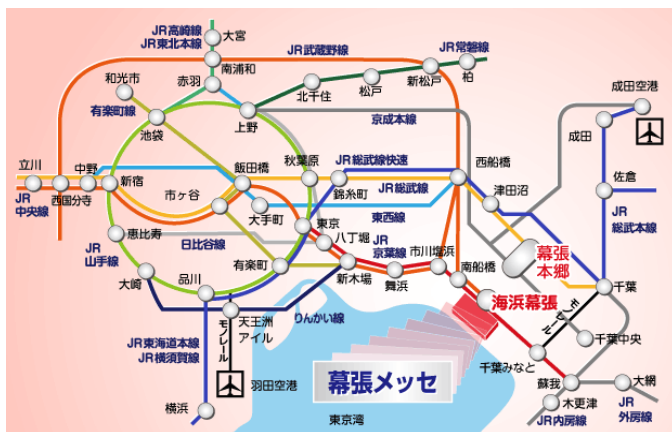 JR高崎線
JR東北本線
大宮
JR武蔵野線
JR常磐線
和光市
南浦和
赤羽
北千住
松戸
新松戸
柏
成田空港
有楽町線
池袋
上野
京成本線
成田
立川
中野
飯田橋
秋葉原
JR総武線快速
西船橋
佐倉
JR
中央線
西国分寺
新宿
市ヶ谷
大手町
錦糸町
JR総武線
東西線
津田沼
JR
総武本線
恵比寿
日比谷線
東京
八丁堀
JR
京葉線
市川塩浜
南船橋
幕張
本郷
JR
山手線
大崎
品川
有楽町
新木場
舞浜
海浜幕張
千葉
モノレール
りんかい線
天王洲
アイル
モノレール
JR東海道本線
JR横須賀線
千葉中央
千葉みなと
蘇我
大網
幕張メッセ
羽田空港
横浜
東京湾
木更津
JR内房線
JR
外房線